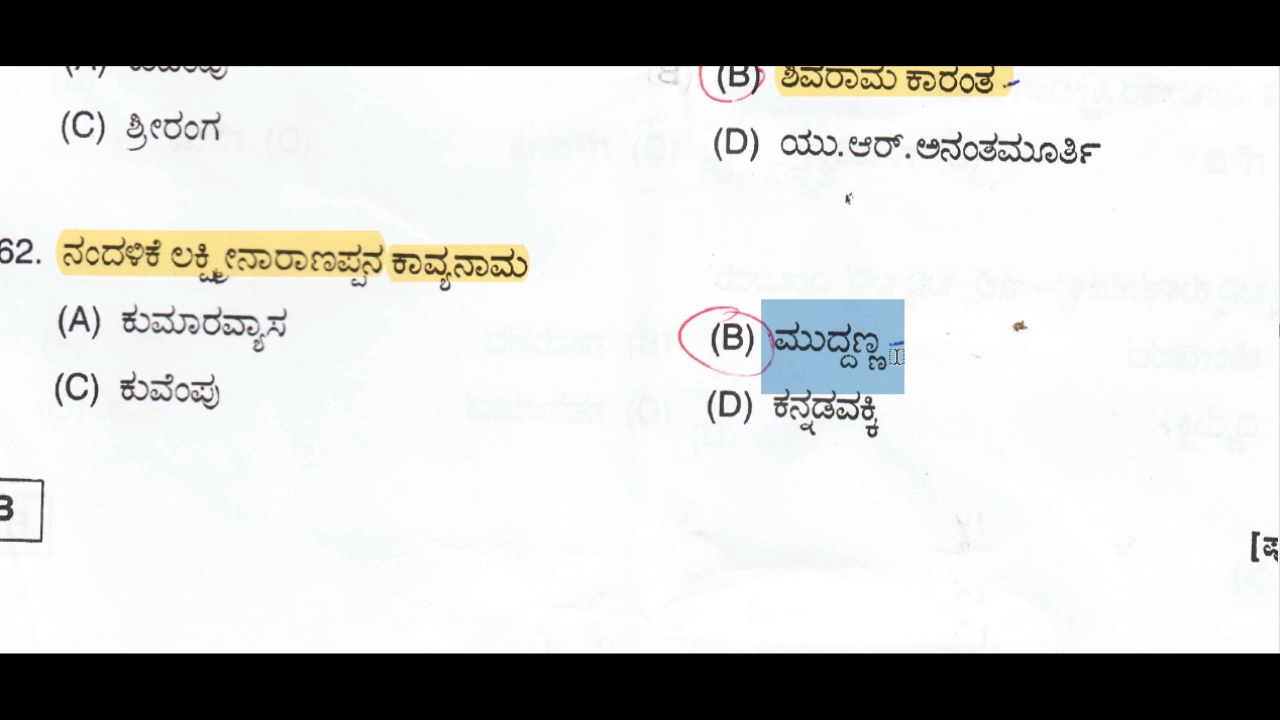 (B) ಶಿವರಾಮ ಕಾರಂತ
(C) ಶ್ರೀರಂಗ
(D) ಯು.ಆರ್.ಅನಂತಮೂರ್ತಿ
62. ನಂದಳಿಕೆ ಲಕ್ಷ್ಮೀನಾರಾಣಪ್ಪನ ಕಾವ್ಯನಾಮ
(A) ಕುಮಾರವ್ಯಾಸ
(B) ಮುದ್ದಣ್ಣ
(C) ಕುವೆಂಪು
(D) ಕನ್ನಡವಕ್ಕಿ